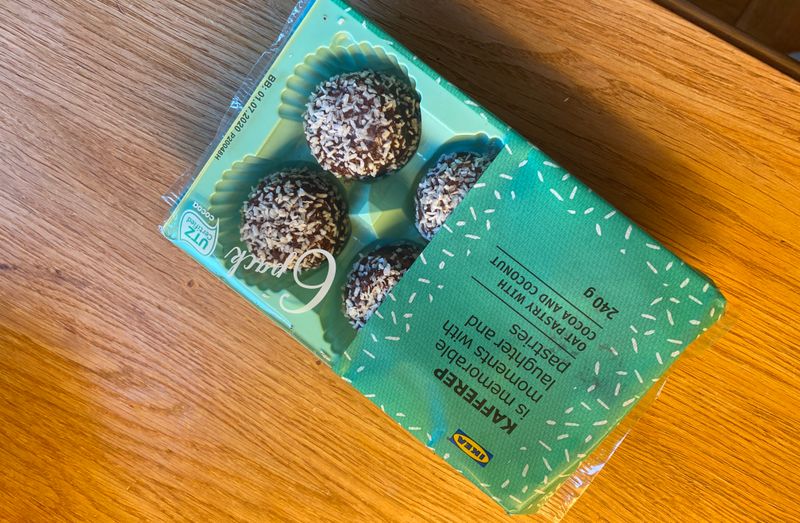 KAFFEREP
is memorable
moments with
laughter and
pastries
OAT PASTRY WITH
COCOA AND COCONUT
240 g
IKEA
6 pack
UTZ
Certified
COCOA
BB: 01.07.2020 P2004BH